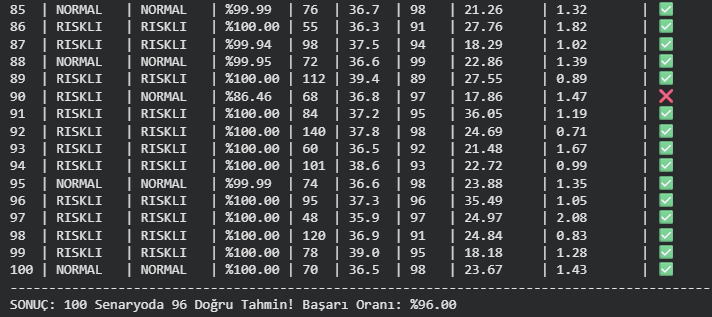 85 | NORMAL | NORMAL | %99.99 | 76 | 36.7 | 98 | 21.26 | 1.32 | ✅
86 | RISKLI | RISKLI | %100.00 | 55 | 36.3 | 91 | 27.76 | 1.82 | ✅
87 | RISKLI | RISKLI | %99.94 | 98 | 37.5 | 94 | 18.29 | 1.02 | ✅
88 | NORMAL | NORMAL | %99.95 | 72 | 36.6 | 99 | 22.86 | 1.39 | ✅
89 | RISKLI | RISKLI | %100.00 | 112 | 39.4 | 89 | 27.55 | 0.89 | ✅
90 | RISKLI | NORMAL | %86.46 | 68 | 36.8 | 97 | 17.86 | 1.47 | ❌
91 | RISKLI | RISKLI | %100.00 | 84 | 37.2 | 95 | 36.05 | 1.19 | ✅
92 | RISKLI | RISKLI | %100.00 | 140 | 37.8 | 98 | 24.69 | 0.71 | ✅
93 | RISKLI | RISKLI | %100.00 | 60 | 36.5 | 92 | 21.48 | 1.67 | ✅
94 | RISKLI | RISKLI | %100.00 | 101 | 38.6 | 93 | 22.72 | 0.99 | ✅
95 | NORMAL | NORMAL | %99.99 | 74 | 36.6 | 98 | 23.88 | 1.35 | ✅
96 | RISKLI | RISKLI | %100.00 | 95 | 37.3 | 96 | 35.49 | 1.05 | ✅
97 | RISKLI | RISKLI | %100.00 | 48 | 35.9 | 97 | 24.97 | 2.08 | ✅
98 | RISKLI | RISKLI | %100.00 | 120 | 36.9 | 91 | 24.84 | 0.83 | ✅
99 | RISKLI | RISKLI | %100.00 | 78 | 39.0 | 95 | 18.18 | 1.28 | ✅
100 | NORMAL | NORMAL | %100.00 | 70 | 36.5 | 98 | 23.67 | 1.43 | ✅
SONUÇ: 100 Senaryoda 96 Doğru Tahmin! Başarı Oranı: %96.00